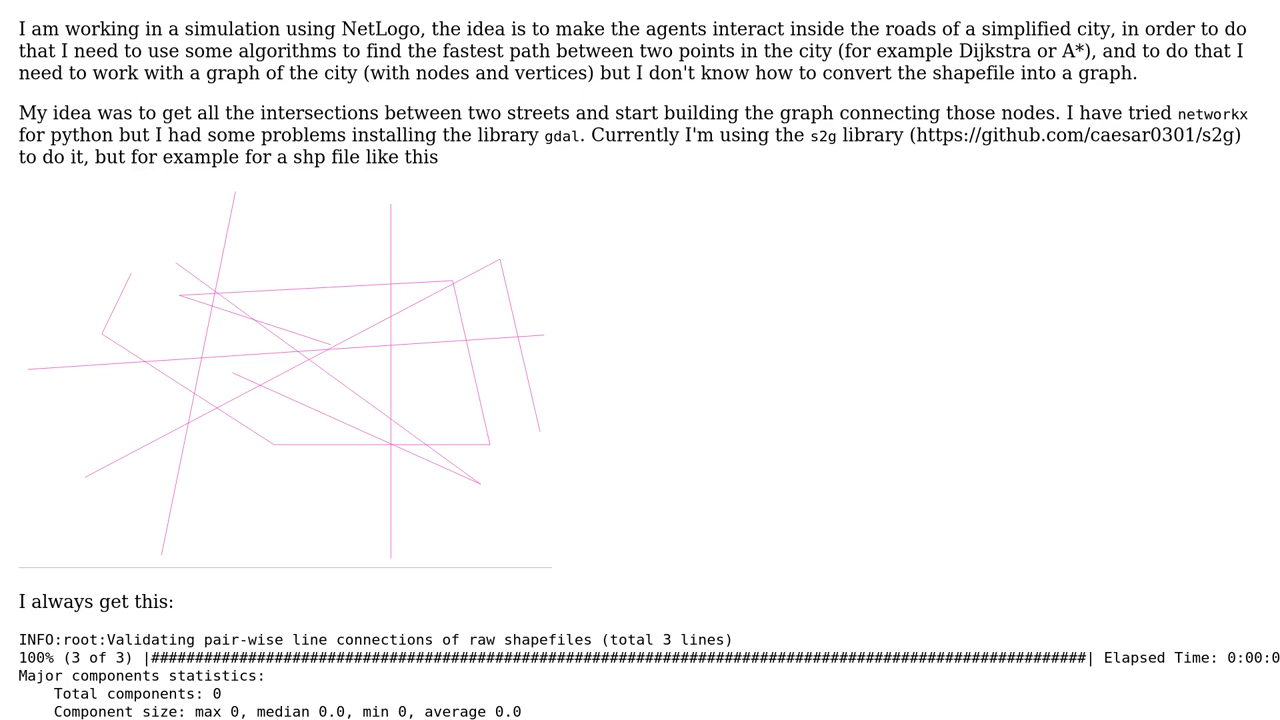 I am working in a simulation using NetLogo, the idea is to make the agents interact inside the roads of a simplified city, in order to do
that I need to use some algorithms to find the fastest path between two points in the city (for example Dijkstra or A*), and to do that I
need to work with a graph of the city (with nodes and vertices) but I don't know how to convert the shapefile into a graph.
My idea was to get all the intersections between two streets and start building the graph connecting those nodes. I have tried networkx
for python but I had some problems installing the library gdal. Currently I'm using the s2g library (https://github.com/caesar0301/s2g)
to do it, but for example for a shp file like this
I always get this:
INFO:root:Validating pair-wise line connections of raw shapefiles (total 3 lines)
100% (3 of 3) |##########################################################################################################| Elapsed Time: 0:00:0
Major components statistics:
    Total components: 0
    Component size: max 0, median 0.0, min 0, average 0.0